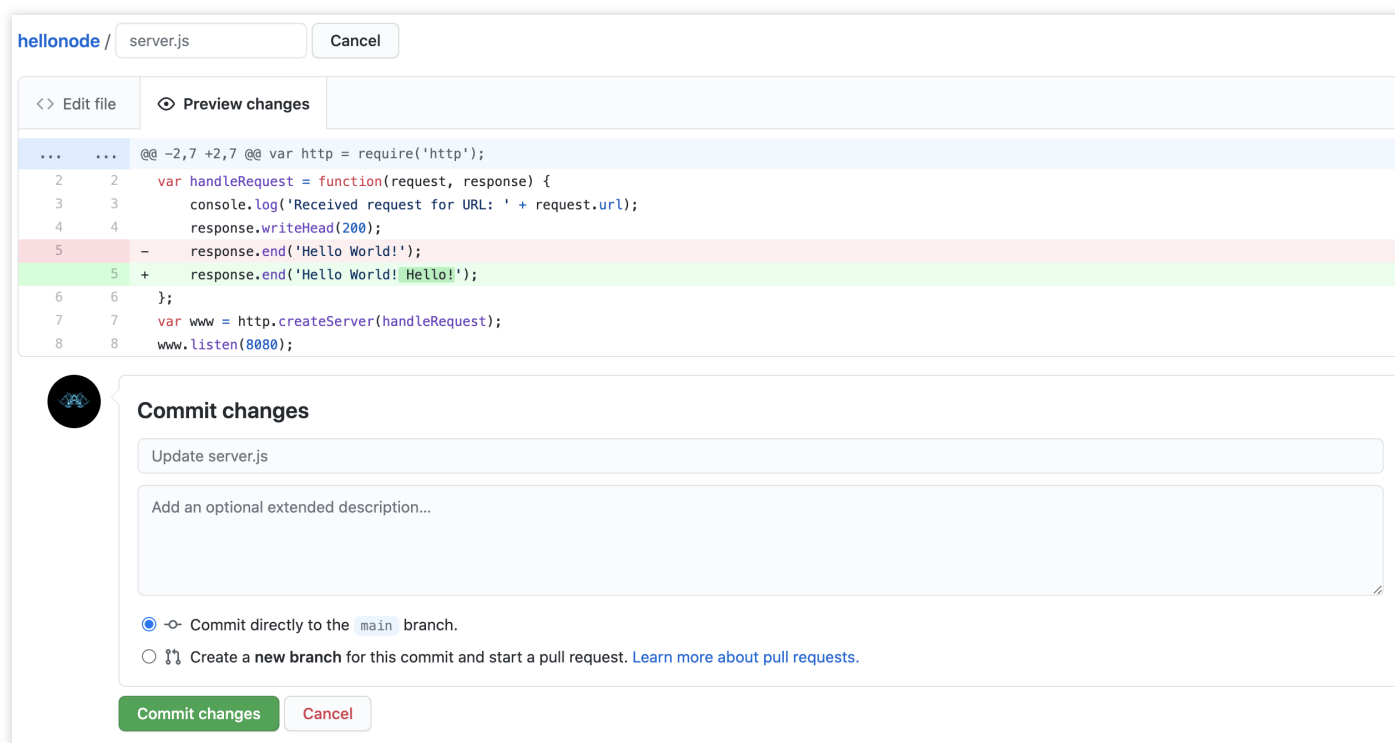 hellonode / server.js Cancel
<> Edit file Preview changes
... ... @@ -2,7 +2,7 @@ var http = require('http');
2 2 var handleRequest = function(request, response) {
3 3 console.log('Received request for URL: ' + request.url);
4 4 response.writeHead(200);
5 - response.end('Hello World!');
5 + response.end('Hello World! Hello!');
6 6 };
7 7 var www = http.createServer(handleRequest);
8 8 www.listen(8080);
Commit changes
Update server.js
Add an optional extended description...
Commit directly to the main branch.
Create a new branch for this commit and start a pull request. Learn more about pull requests.
Commit changes Cancel